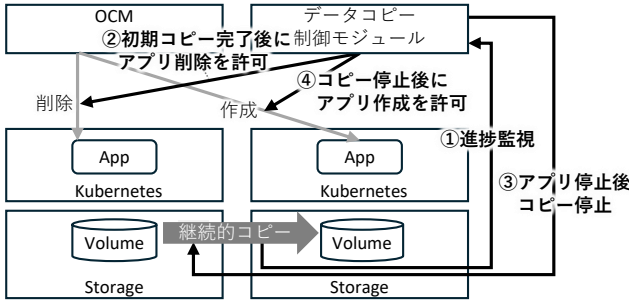 OCM
データコピー
制御モジュール
②初期コピー完了後に
アプリ削除を許可
④コピー停止後に
アプリ作成を許可
削除
作成
①進捗監視
App
App
Kubernetes
Kubernetes
③アプリ停止後
コピー停止
Volume
継続的コピー
Volume
Storage
Storage